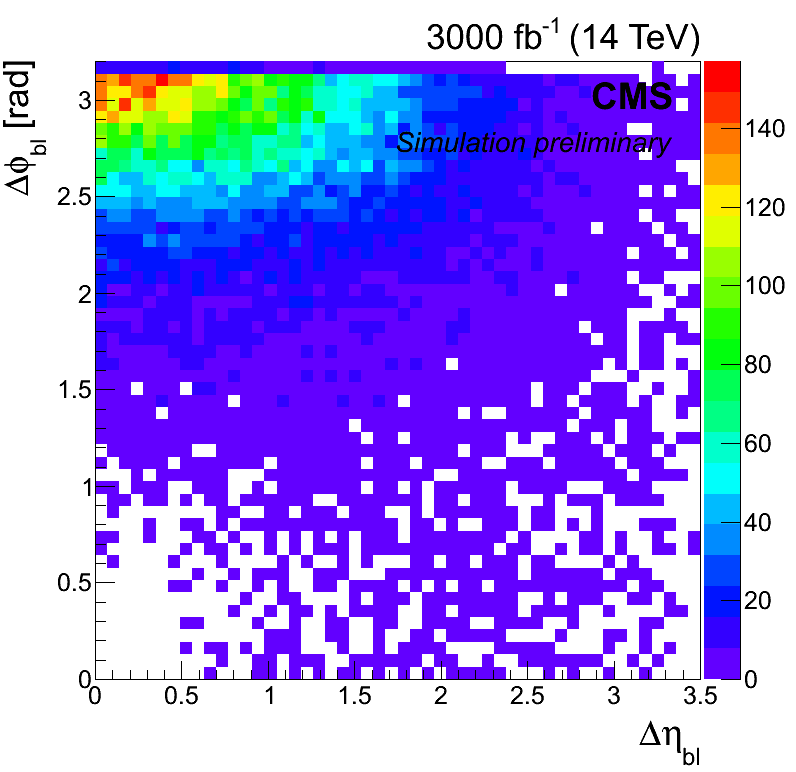 3000 fb-1 (14 TeV)
Δϕbl [rad]
CMS
Simulation preliminary
3
2.5
2
1.5
1
0.5
0
0 0.5 1 1.5 2 2.5 3 3.5
Δηbl
140
120
100
80
60
40
20
0